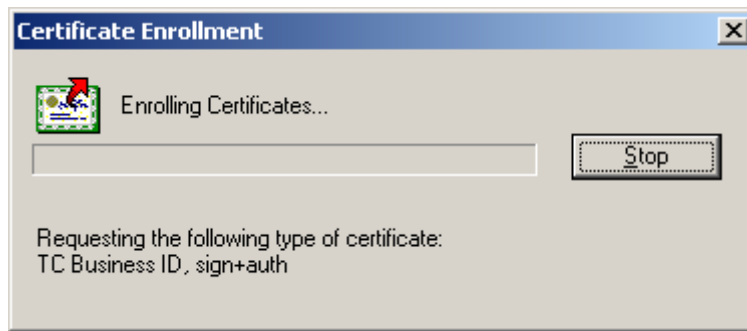 Certificate Enrollment
Enrolling Certificates...
Stop
Requesting the following type of certificate:
TC Business ID, sign+auth